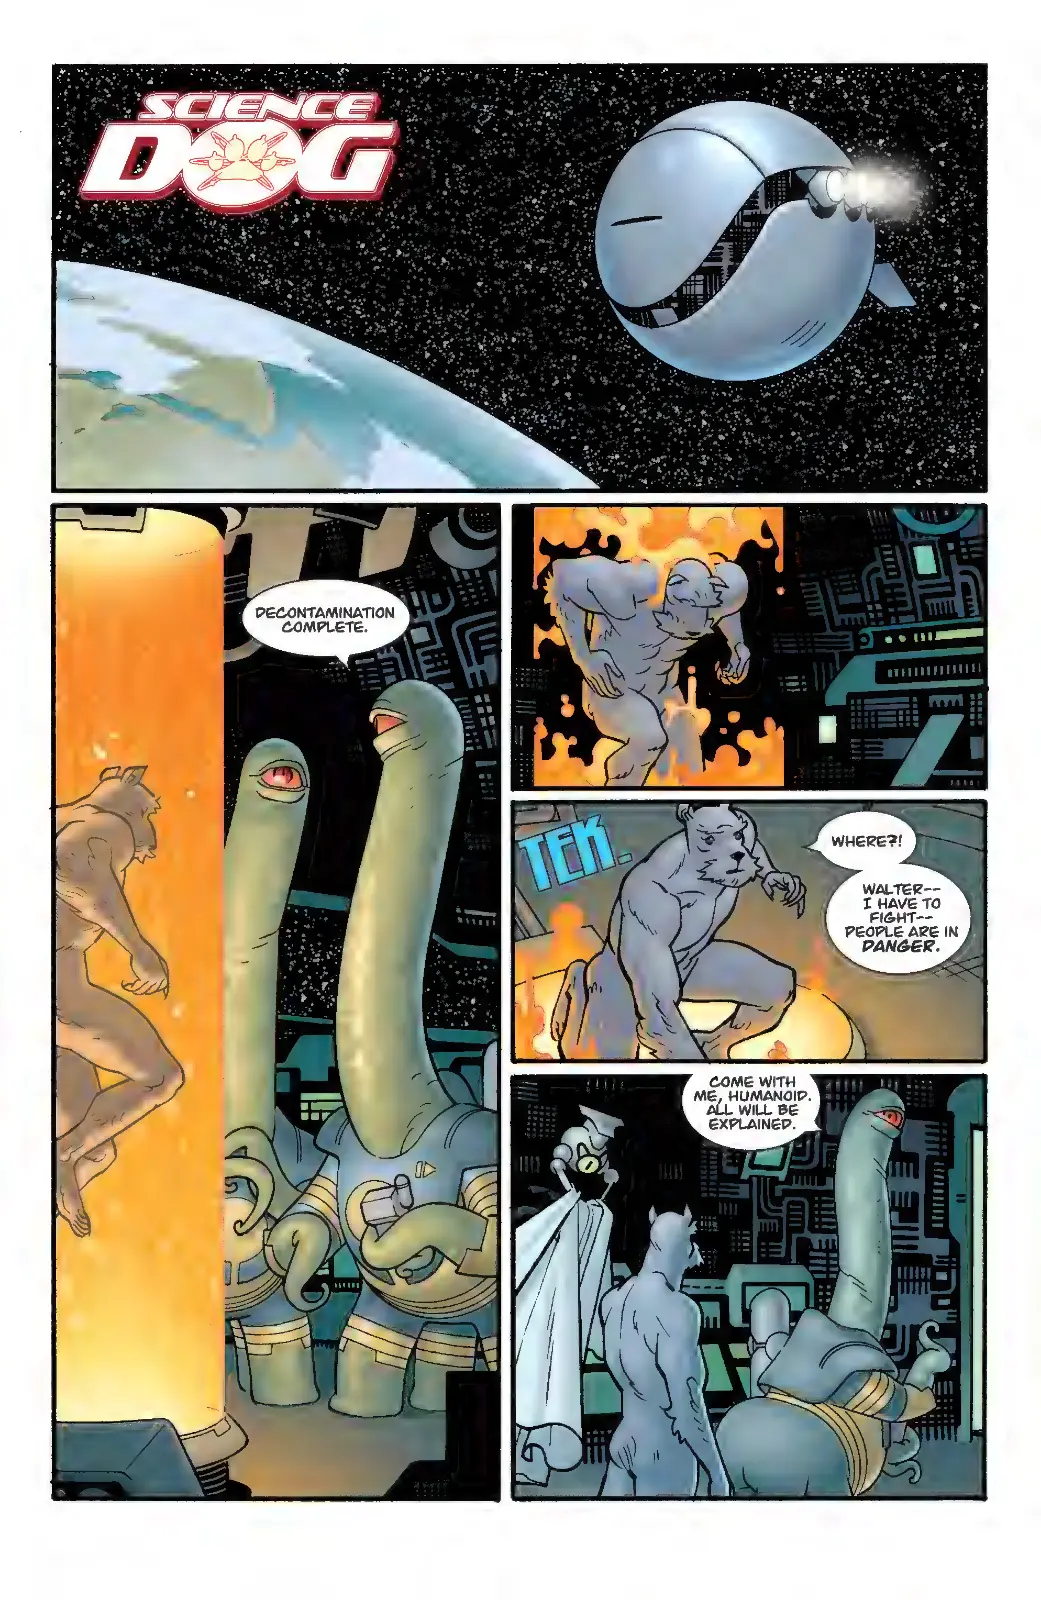 SCIENCE
DOG
DECONTAMINATION
COMPLETE.
TEK.
WHERE?!
WALTER--
I HAVE TO
FIGHT--
PEOPLE ARE IN
DANGER.
COME WITH
ME, HUMANOID.
ALL WILL BE
EXPLAINED.